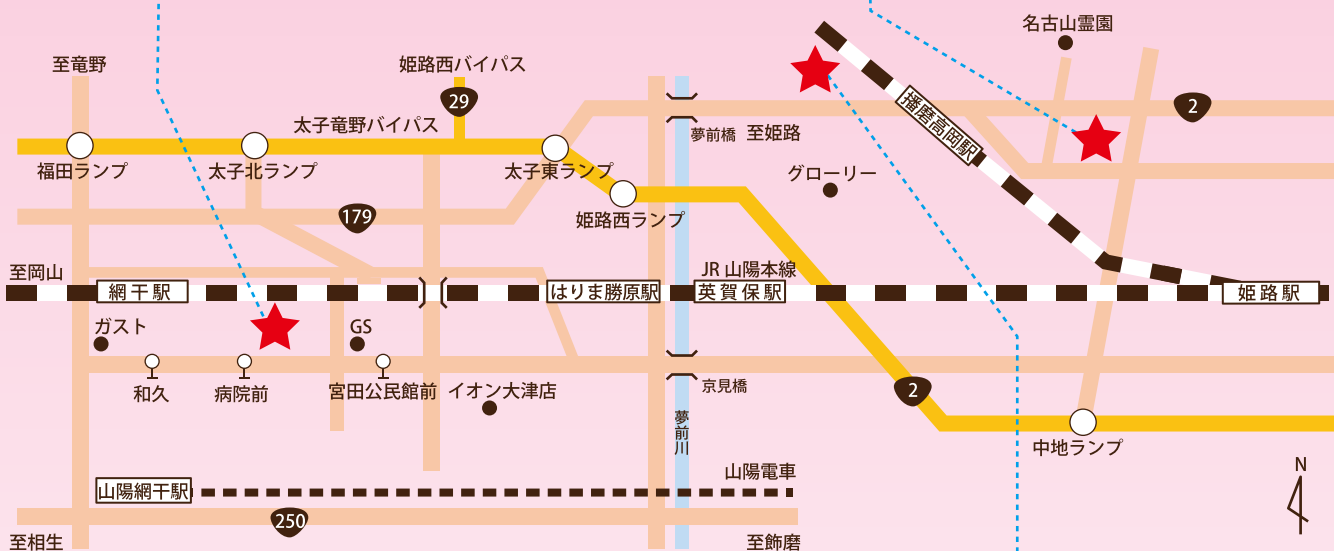 名古山霊園
至竜野
姫路西バイパス
29
2
太子竜野バイパス
夢前橋
至姫路
播磨高岡駅
福田ランプ
太子北ランプ
太子東ランプ
グローリー
179
姫路西ランプ
至岡山
JR 山陽本線
網干駅
はりま勝原駅
英賀保駅
姫路駅
ガスト
GS
和久
病院前
宮田公民館前
イオン大津店
京見橋
2
夢前川
中地ランプ
山陽電車
N
山陽網干駅
250
至相生
至飾磨